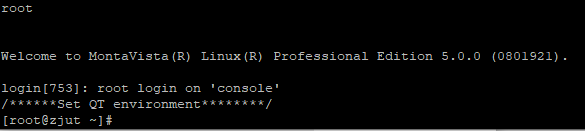 root
Welcome to MontaVista(R) Linux(R) Professional Edition 5.0.0 (0801921).
login[753]: root login on 'console'
/******Set QT environment********/
[root@zjut ~]#